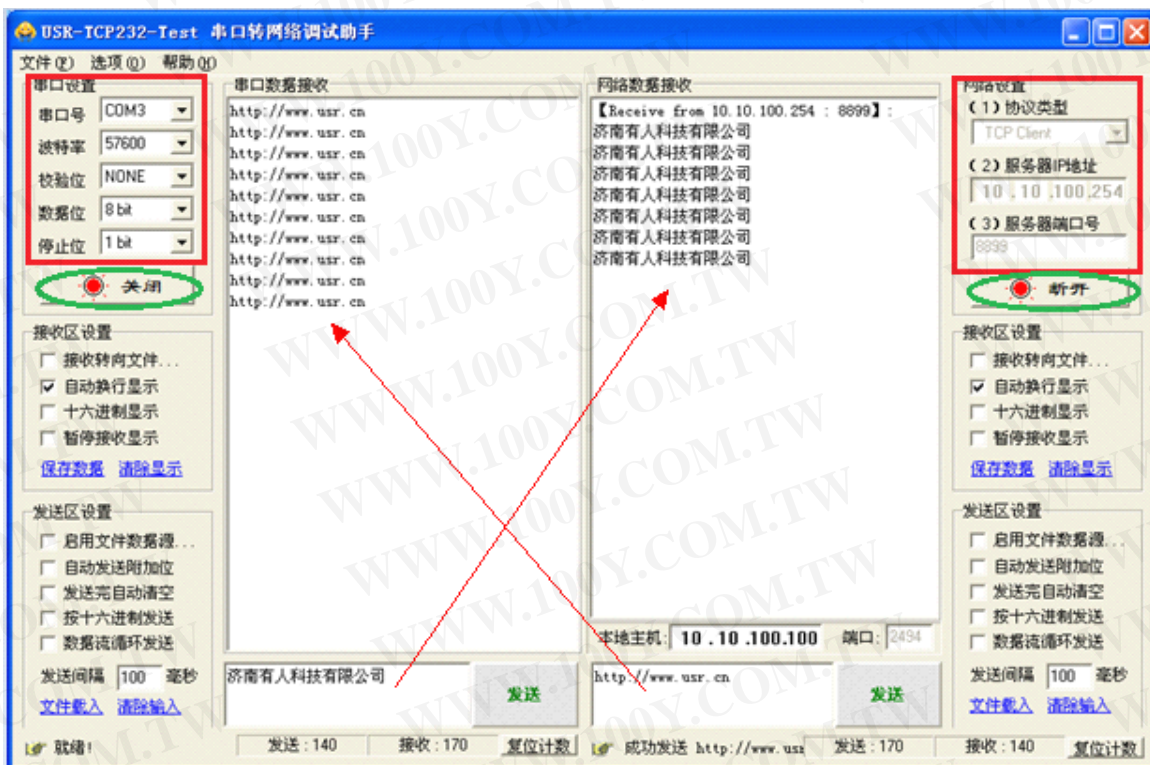 USR-TCP232-Test 串口转网络调试助手
文件(F) 选项(O) 帮助(H)
串口设置
串口号 COM3
波特率 57600
校验位 NONE
数据位 8 bit
停止位 1 bit
关闭
接收区设置
接收转向文件...
自动换行显示
十六进制显示
暂停接收显示
保存数据 清除显示
发送区设置
启用文件数据源...
自动发送附加位
发送完自动清空
按十六进制发送
数据流循环发送
发送间隔 100 毫秒
文件载入 清除输入
就绪!
串口数据接收
http://www.usr.cn
http://www.usr.cn
http://www.usr.cn
http://www.usr.cn
http://www.usr.cn
http://www.usr.cn
http://www.usr.cn
http://www.usr.cn
http://www.usr.cn
http://www.usr.cn
济南有人科技有限公司
发送
发送:140 接收:170 复位计数
网络数据接收
【Receive from 10.10.100.254 : 8899】:
济南有人科技有限公司
济南有人科技有限公司
济南有人科技有限公司
济南有人科技有限公司
济南有人科技有限公司
济南有人科技有限公司
济南有人科技有限公司
本地主机: 10 .10 .100.100 端口: 2494
http://www.usr.cn
发送
成功发送 http://www.usr 发送:170 接收:140 复位计数
网络设置
(1)协议类型
TCP Client
(2)服务器IP地址
10 .10 .100.254
(3)服务器端口号
8899
断开
接收区设置
接收转向文件...
自动换行显示
十六进制显示
暂停接收显示
保存数据 清除显示
发送区设置
启用文件数据源...
自动发送附加位
发送完自动清空
按十六进制发送
数据流循环发送
发送间隔 100 毫秒
文件载入 清除输入
WWW.100Y.COM.TW